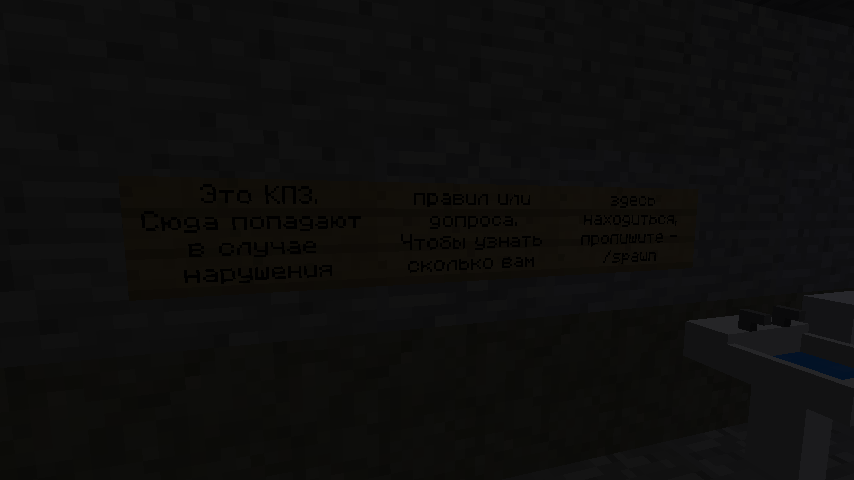 Это КПЗ.
Сюда попадают
в случае
нарушения
правил или
допроса.
Чтобы узнать
сколько вам
здесь
находиться,
пропишите -
/spawn